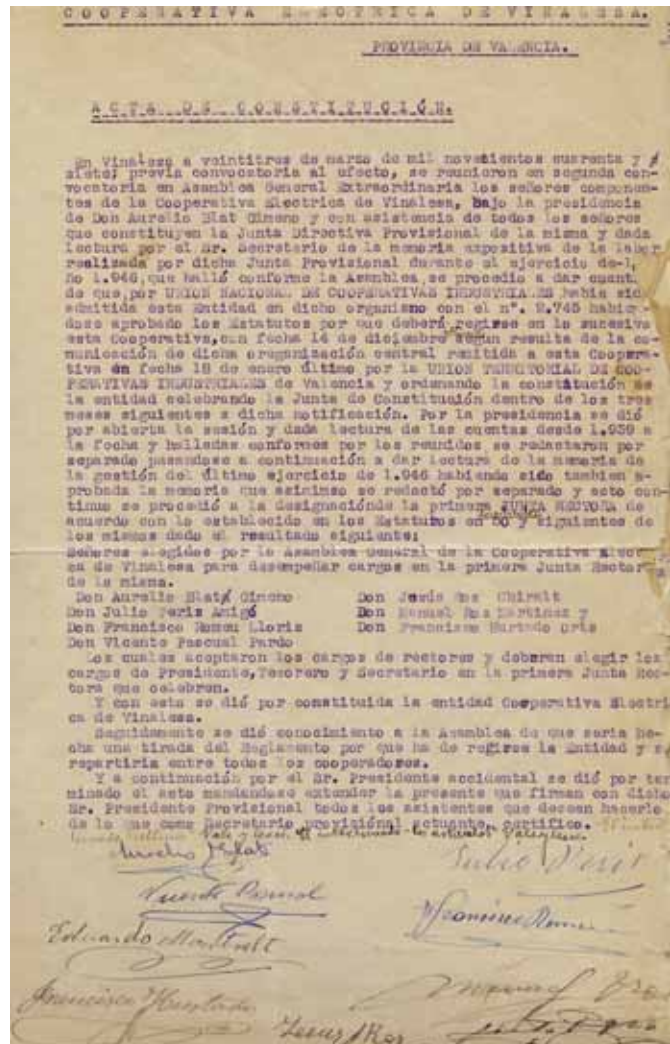 COOPERATIVA ELECTRICA DE VINALESA.
PROVINCIA DE VALENCIA.
ACTA DE CONSTITUCIÓN.
En Vinalesa a veintitres de marzo de mil novecientos cuarenta y
siete; previa convocatoria al efecto, se reunieron en segunda con-
vocatoria en Asamblea General Extraordinaria los señores componen-
tes de la Cooperativa Electrica de Vinalesa, Bajo la presidencia
de Don Aurelio Blat Gimeno y con asistencia de todos los señores
que constituyen la Junta Directiva Provisional de la misma y dada
lectura por el Sr. Secretario de la memoria expositiva de la labor
realizada por dicha Junta Provisional durante el ejercicio de
1.946, que halló conforme la Asamblea, se procedio a dar cuenta
de que, por UNION NACIONAL DE COOPERATIVAS INDUSTRIALES habia sid
admitida esta Entidad en dicho organismo con el nº. 2.745 habien-
dose aprobado los Estatutos por que deberá regirse en lo sucesivo
esta Cooperativa, con fecha 14 de diciembre segun resulta de la co-
municación de dicha organización central remitida a esta Coopera-
tiva en fecha 18 de enero último por la UNION TERRITORIAL DE COO-
PERATIVAS INDUSTRIALES de Valencia y ordenando la constitución de
la entidad celebrando la Junta de Constitución dentro de los tres
meses siguientes a dicha notificación. Por la presidencia se dió
por abierta la sesión y dada lectura de las cuentas desde 1.939 a
la fecha y halladas conformes por los reunidos se redactaron por
separado pasandose a continuación a dar lectura de la memoria de
la gestión del último ejercicio de 1.946 habiendo sido tambien a-
probada la memoria que asimismo se redactó por separado y acto con-
tinuo se procedió a la designaciónde la primera JUNTA RECTORA de
acuerdo con lo establecido en los Estatutos en 60 y siguientes de
los mismos dado el resultado siguiente:
Señores elegidos por la Asamblea General de la Cooperativa Electr
ca de Vinalesa para desempeñar cargos en la primera Junta Rectora
de la misma.
Don Aurelio Blat Gimeno Don Jesús Ros Chiralt
Don Julio Peris Amigó Don Manuel Ros Martinez y
Don Francisco Romeu Lloris Don Francisco Hurtado Orts
Don Vicente Pascual Pardo
Los cuales aceptaron los cargos de rectores y deberan elegir los
cargos de Presidente, Tesorero y Secretario en la primera Junta Rec-
tora que celebren.
Y con esto se dió por constituida la entidad Cooperativa Electri
ca de Vinalesa.
Seguidamente se dió conocimiento a la Asamblea de que seria he-
cha una tirada del Reglamento por que ha de regirse la Entidad y se
repartiria entre todos los cooperadores.
Y a continuación por el Sr. Presidente accidental se dió por ter
minado el acto mandandose extender la presente que firman con dicho
Sr. Presidente Provisional todos los asistentes que deseen hacerlo
de lo que como Secretario provisiónal actuante, certifico.
Aurelio Blat Julio Peris
Vicente Pascual Francisco Romeu
Eduardo Montralt
Francisco Hurtado Manuel Ros
Jesus Ros